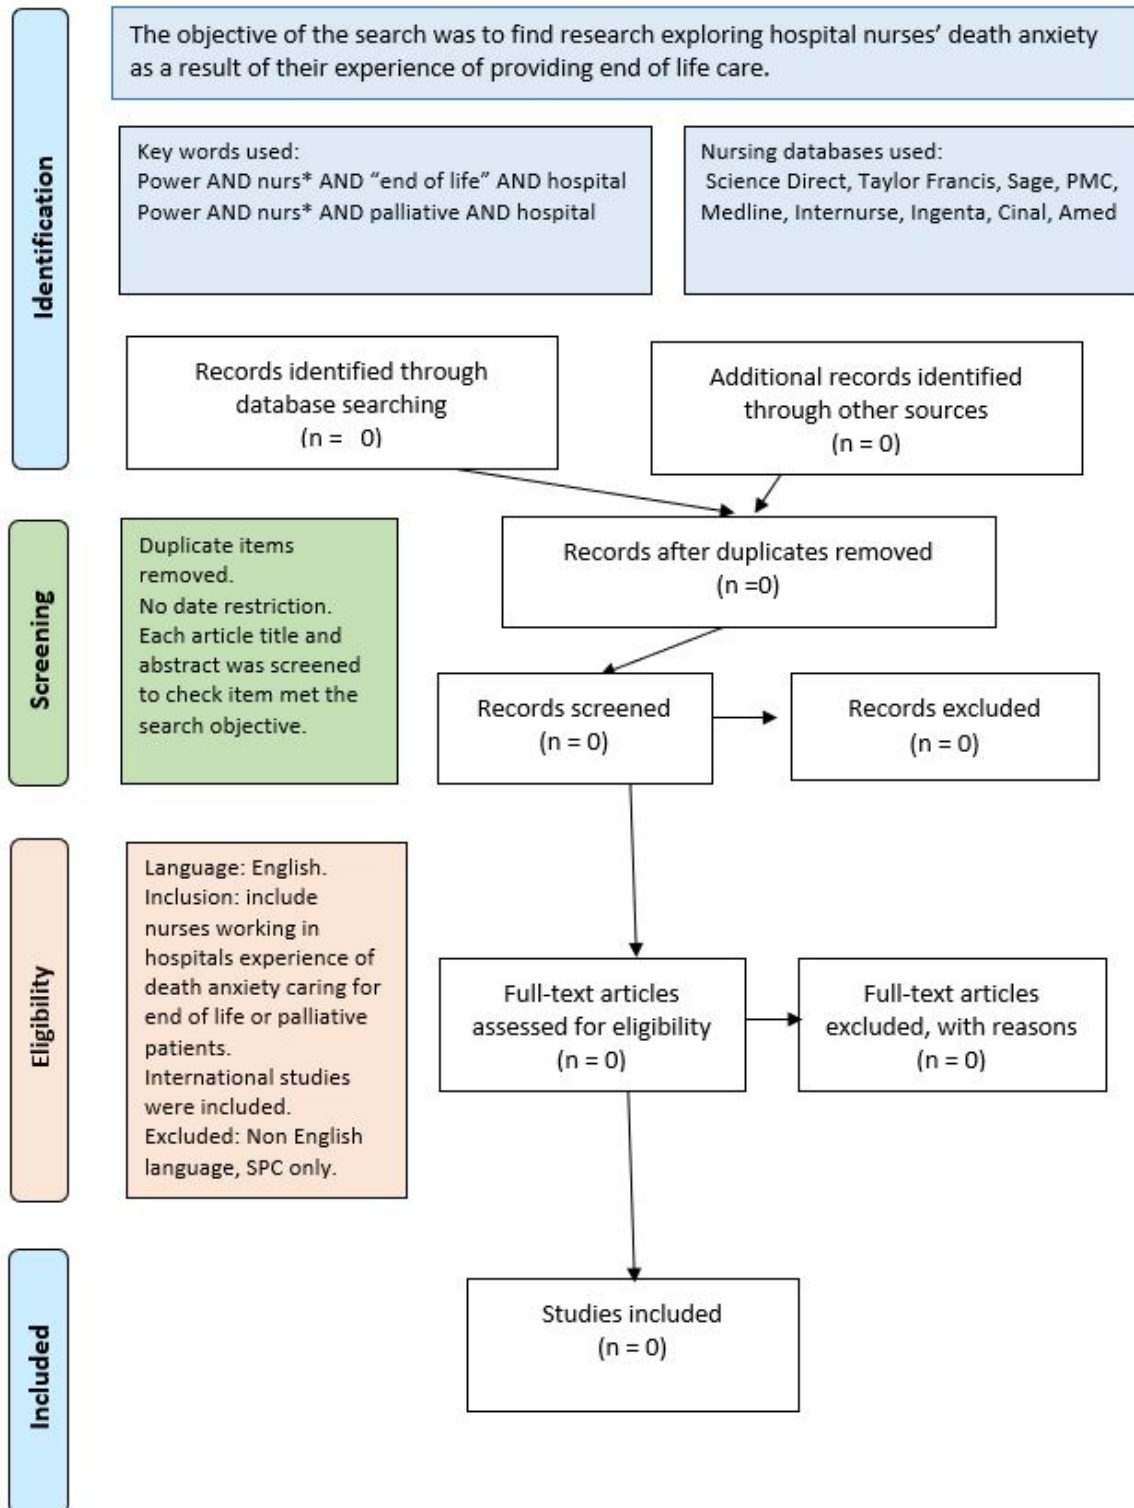 The objective of the search was to find research exploring hospital nurses’ death anxiety
as a result of their experience of providing end of life care.
Identification
Key words used:
Power AND nurs* AND “end of life” AND hospital
Power AND nurs* AND palliative AND hospital
Nursing databases used:
Science Direct, Taylor Francis, Sage, PMC,
Medline, Internurse, Ingenta, Cinal, Amed
Records identified through
database searching
(n = 0)
Additional records identified
through other sources
(n = 0)
Screening
Duplicate items
removed.
No date restriction.
Each article title and
abstract was screened
to check item met the
search objective.
Records after duplicates removed
(n =0)
Records screened
(n = 0)
Records excluded
(n = 0)
Eligibility
Language: English.
Inclusion: include
nurses working in
hospitals experience of
death anxiety caring for
end of life or palliative
patients.
International studies
were included.
Excluded: Non English
language, SPC only.
Full-text articles
assessed for eligibility
(n = 0)
Full-text articles
excluded, with reasons
(n = 0)
Included
Studies included
(n = 0)